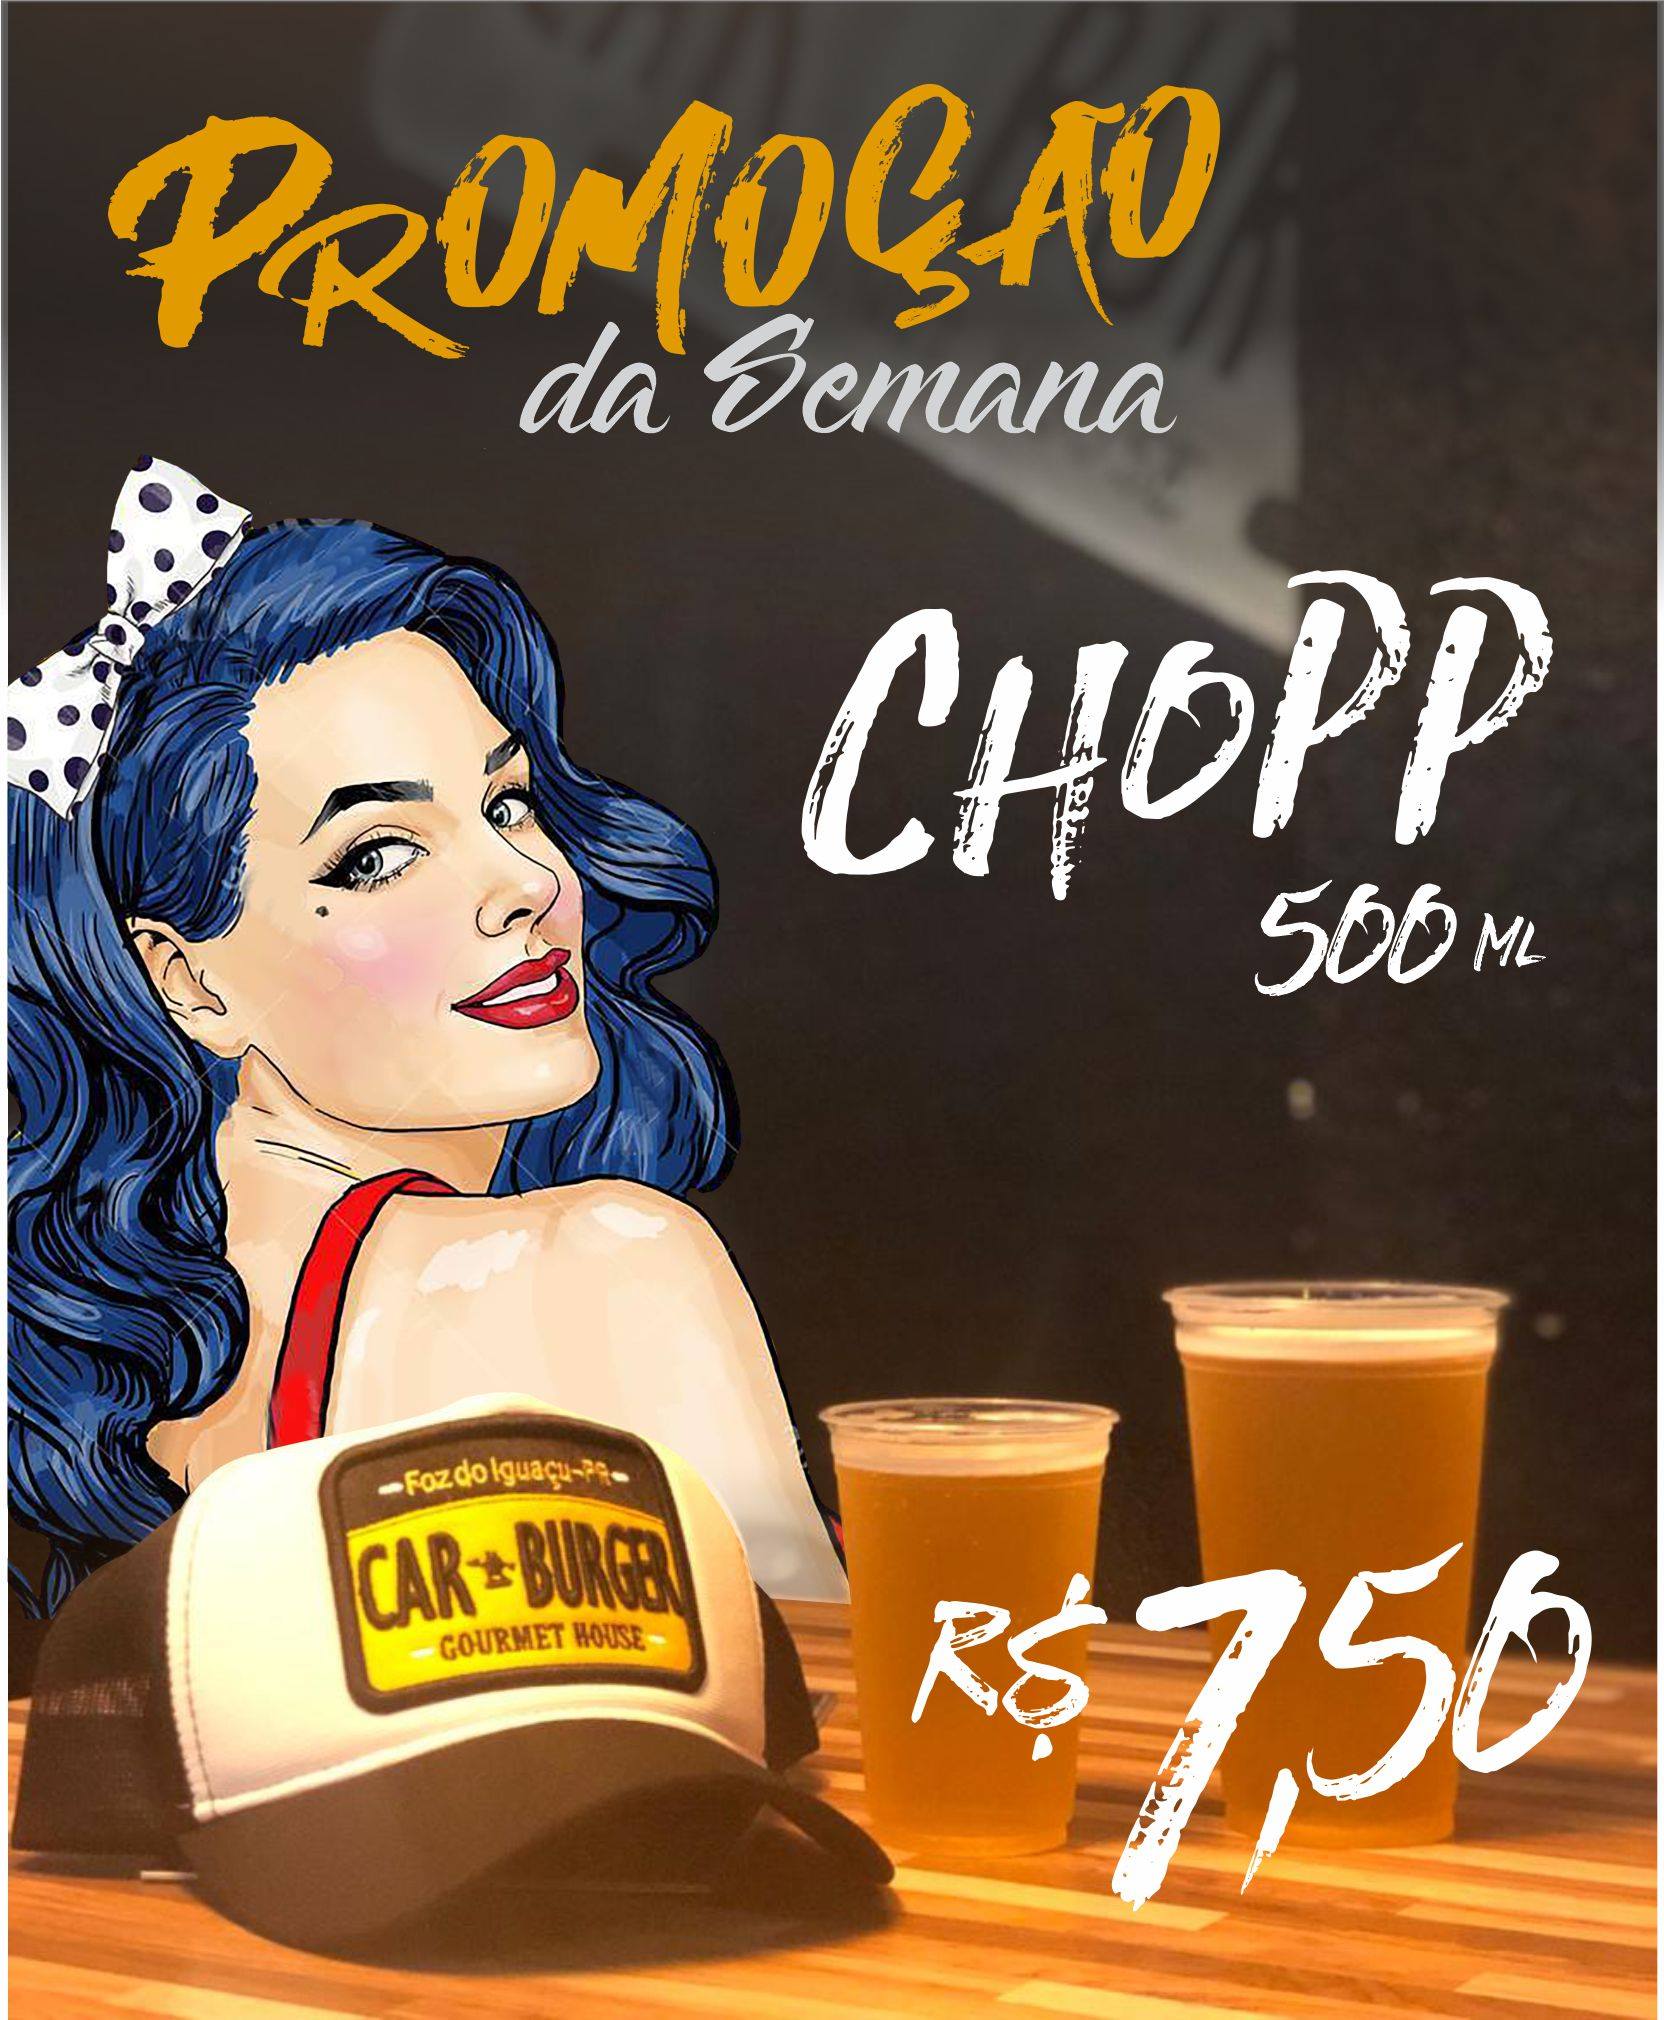 PROMOÇÃO
da Semana
CHOPP
500 ML
Foz do Iguaçu-PR
CAR BURGER
GOURMET HOUSE
R$ 7,50